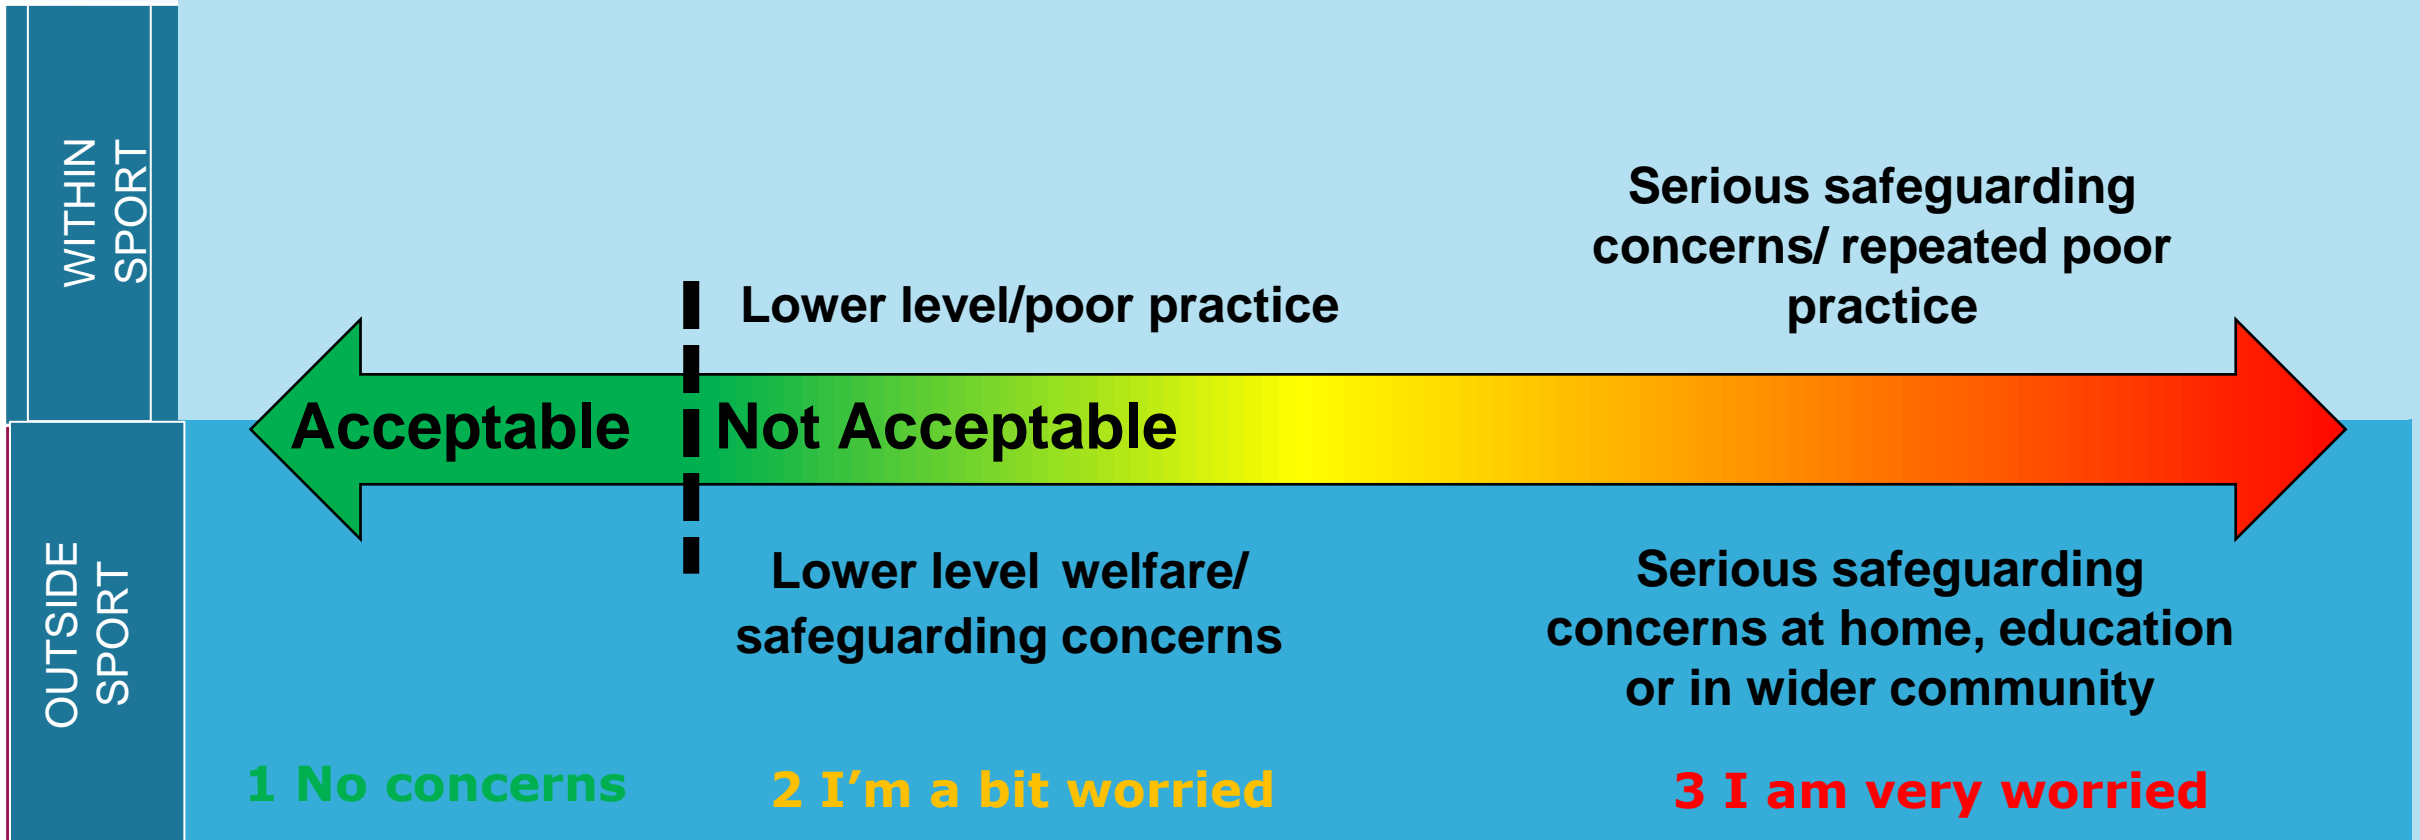 WITHIN
SPORT
Serious safeguarding
concerns/ repeated poor
practice
Lower level/poor practice
Acceptable
Not Acceptable
OUTSIDE
SPORT
Lower level welfare/
safeguarding concerns
Serious safeguarding
concerns at home, education
or in wider community
1 No concerns
2 I’m a bit worried
3 I am very worried